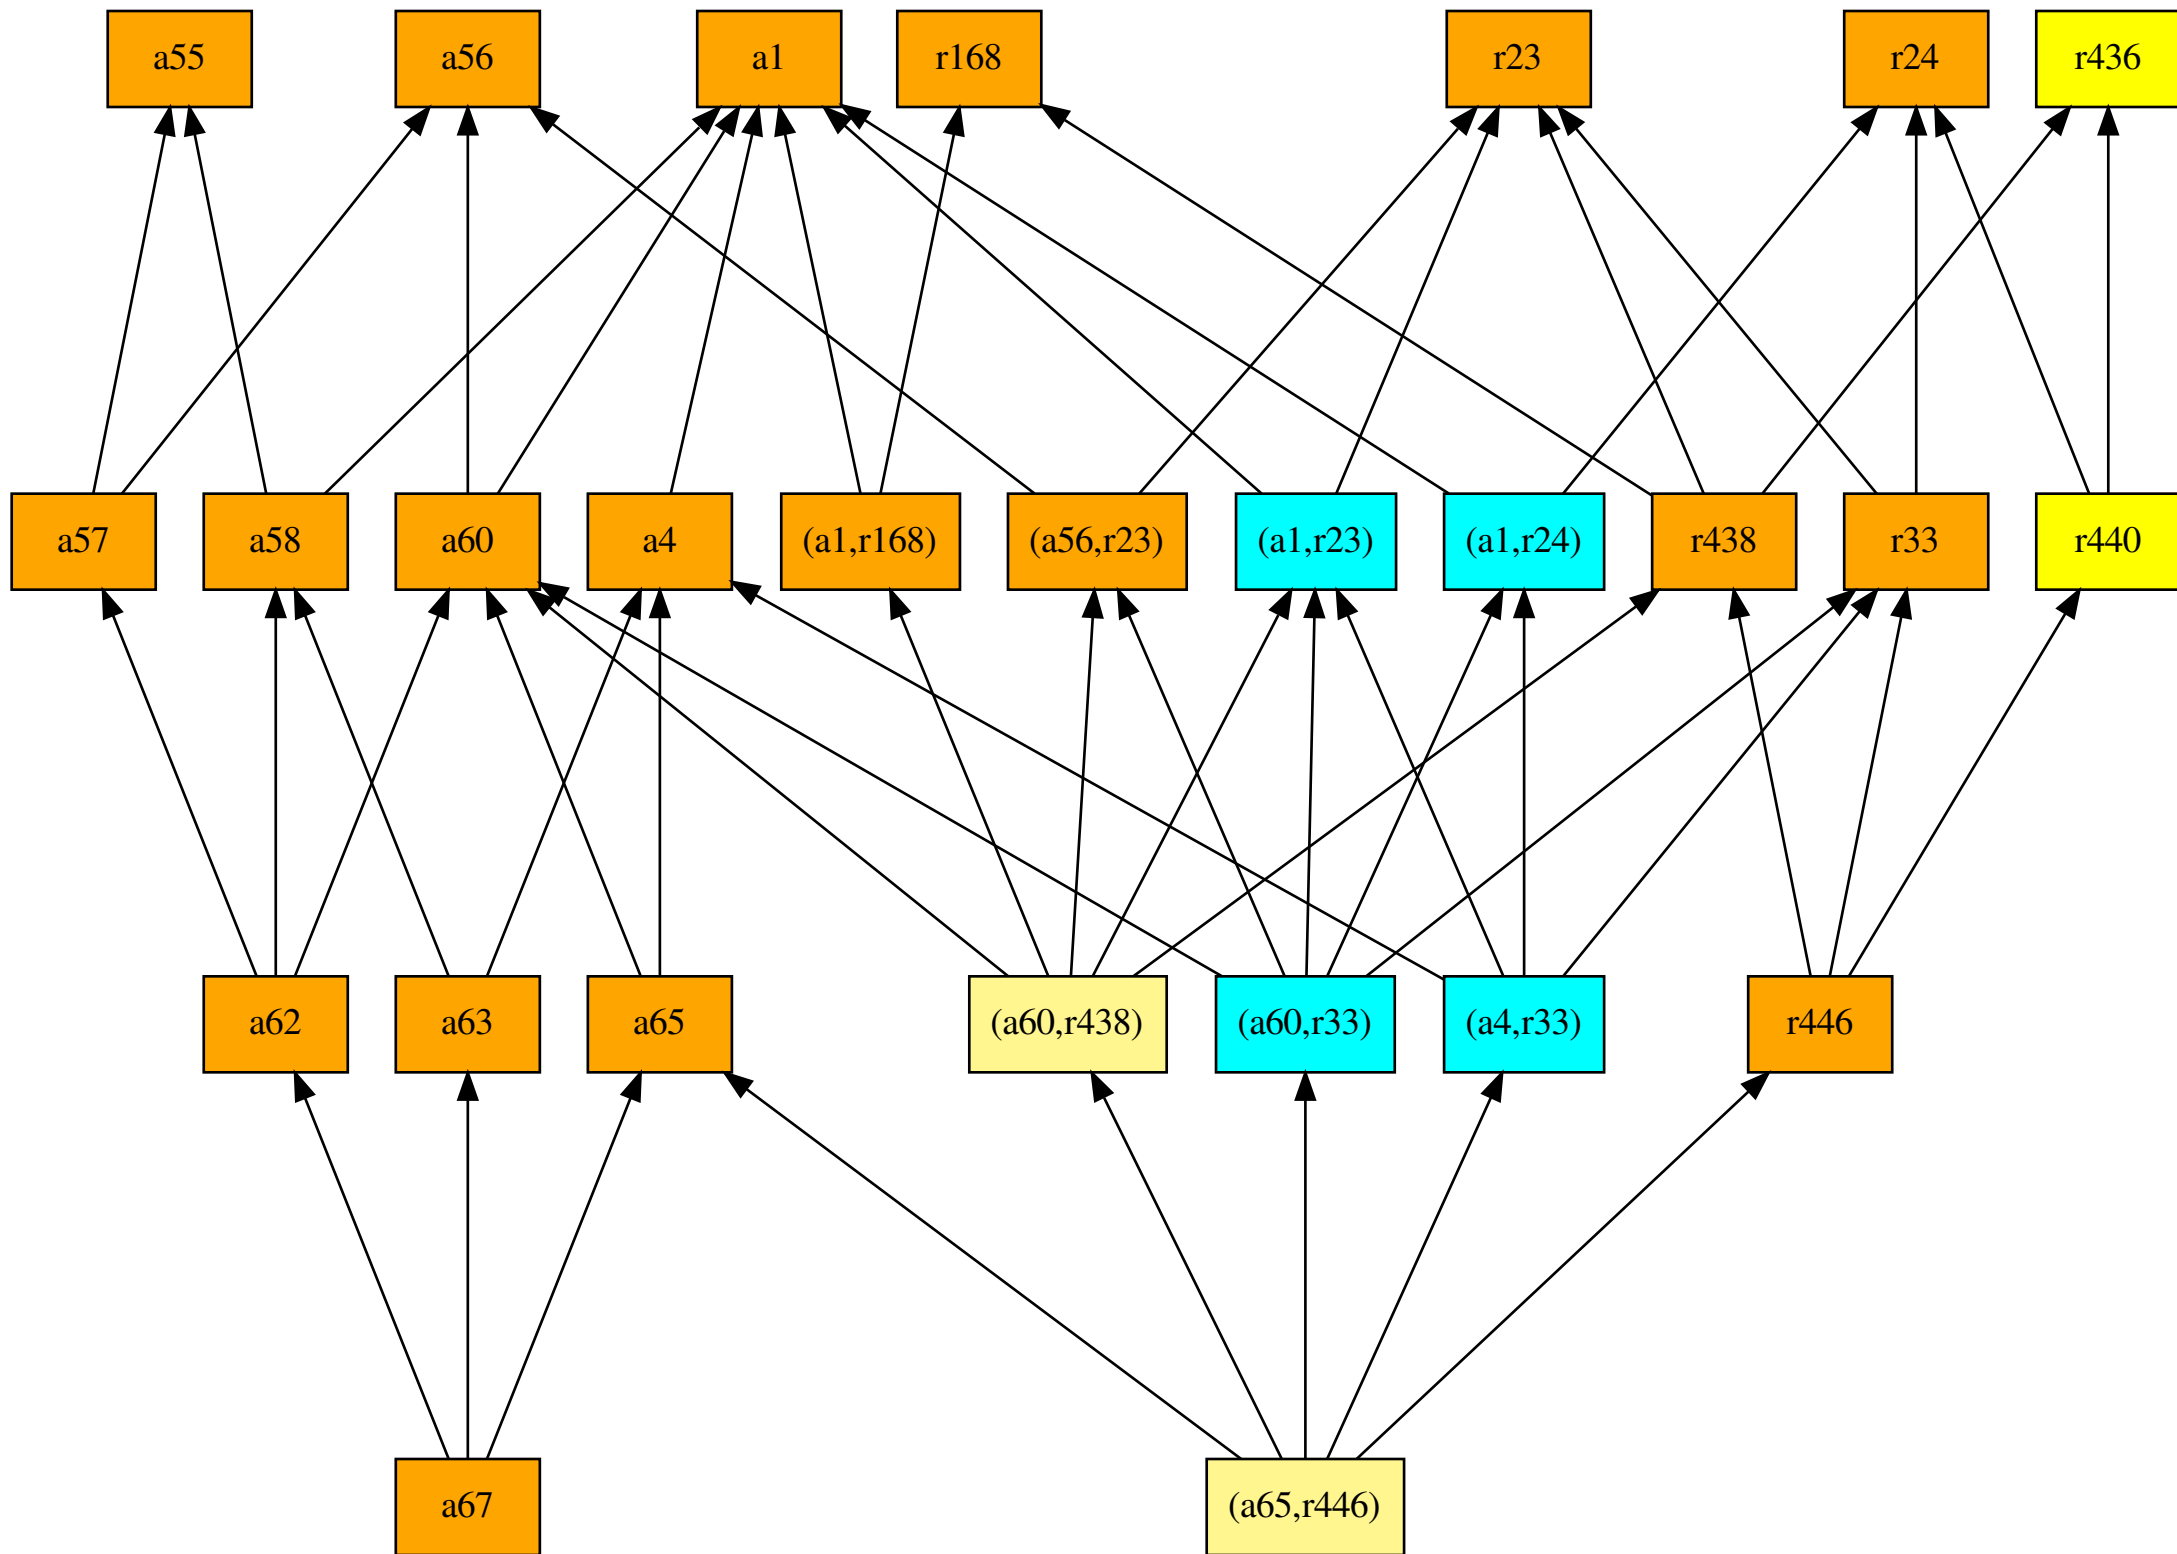 a55
a56
a1
r168
r23
r24
r436
a57
a58
a60
a4
(a1,r168)
(a56,r23)
(a1,r23)
(a1,r24)
r438
r33
r440
a62
a63
a65
(a60,r438)
(a60,r33)
(a4,r33)
r446
a67
(a65,r446)